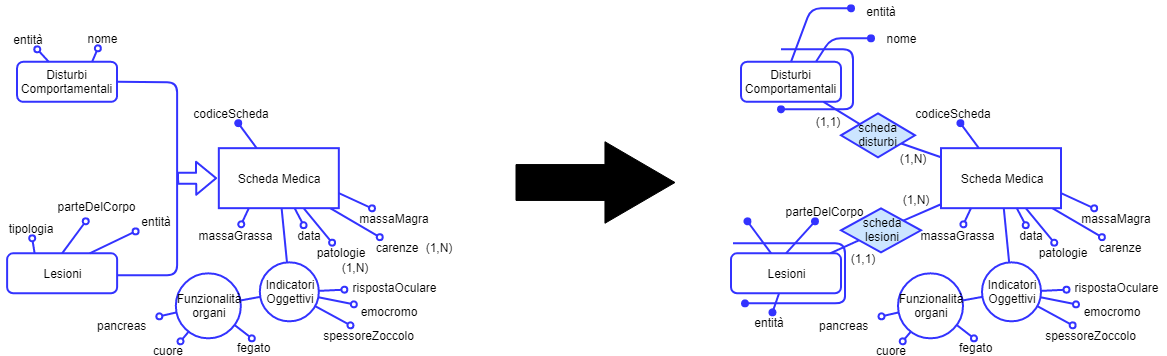 entità
nome
Disturbi
Comportamentali
codiceScheda
Scheda Medica
parteDelCorpo
tipologia
entità
Lesioni
massaGrassa
data
patologie
(1,N)
massaMagra
carenze (1,N)
Funzionalità
organi
Indicatori
Oggettivi
rispostaOculare
emocromo
spessoreZoccolo
pancreas
cuore
fegato
entità
nome
Disturbi
Comportamentali
(1,1)
scheda
disturbi
(1,N)
codiceScheda
Scheda Medica
(1,N)
scheda
lesioni
(1,1)
parteDelCorpo
Lesioni
entità
massaGrassa
data
patologie
massaMagra
carenze
Funzionalità
organi
Indicatori
Oggettivi
rispostaOculare
emocromo
spessoreZoccolo
pancreas
cuore
fegato